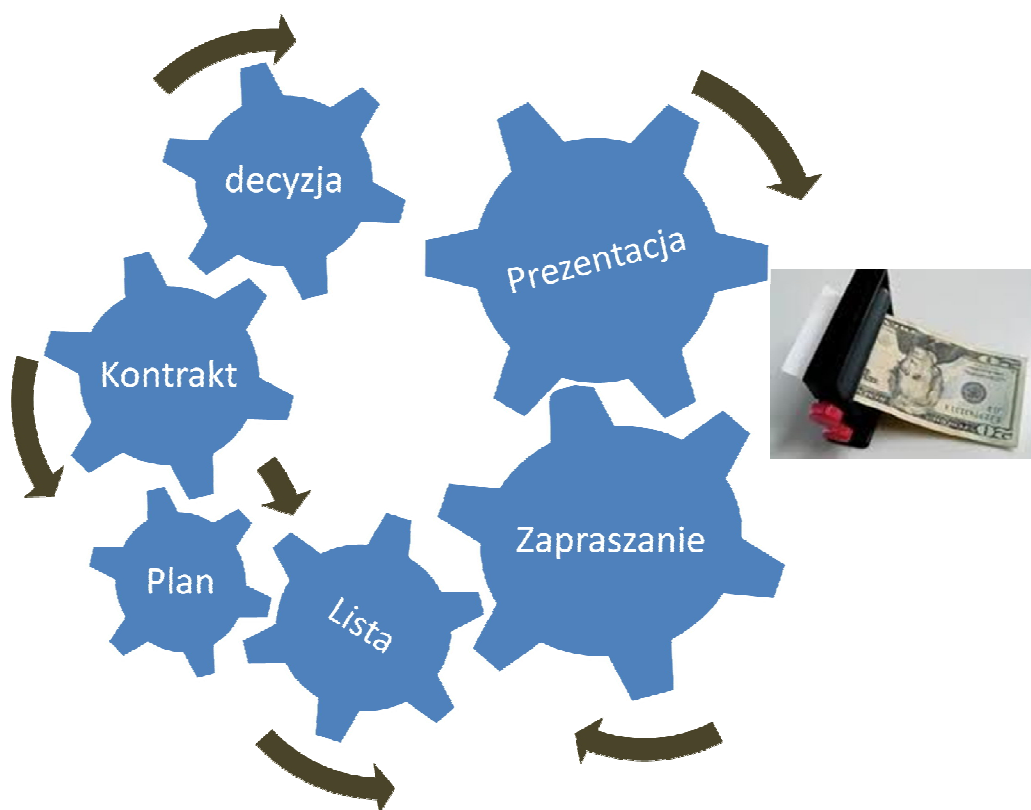 decyzja
Prezentacja
Kontrakt
Zapraszanie
Plan
Lista